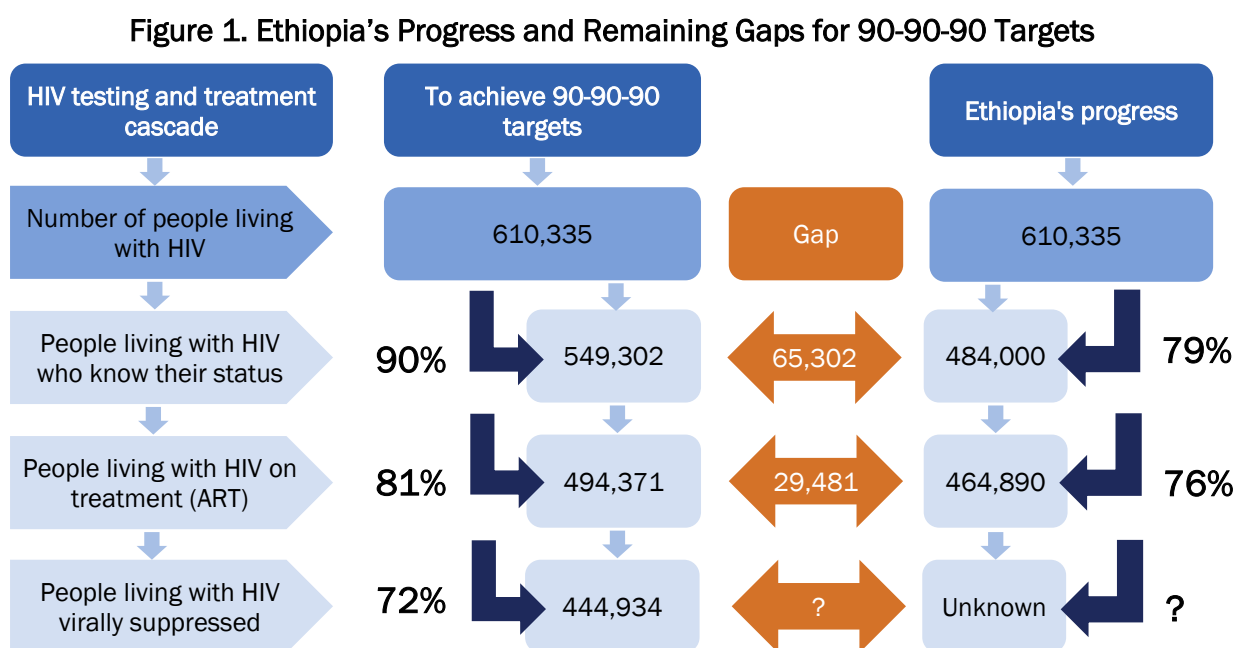 Figure 1. Ethiopia’s Progress and Remaining Gaps for 90-90-90 Targets
HIV testing and treatment
cascade
To achieve 90-90-90
targets
Ethiopia's progress
Number of people living
with HIV
610,335
Gap
610,335
People living with HIV
who know their status
90%
549,302
65,302
484,000
79%
People living with HIV on
treatment (ART)
81%
494,371
29,481
464,890
76%
People living with HIV
virally suppressed
72%
444,934
?
Unknown
?